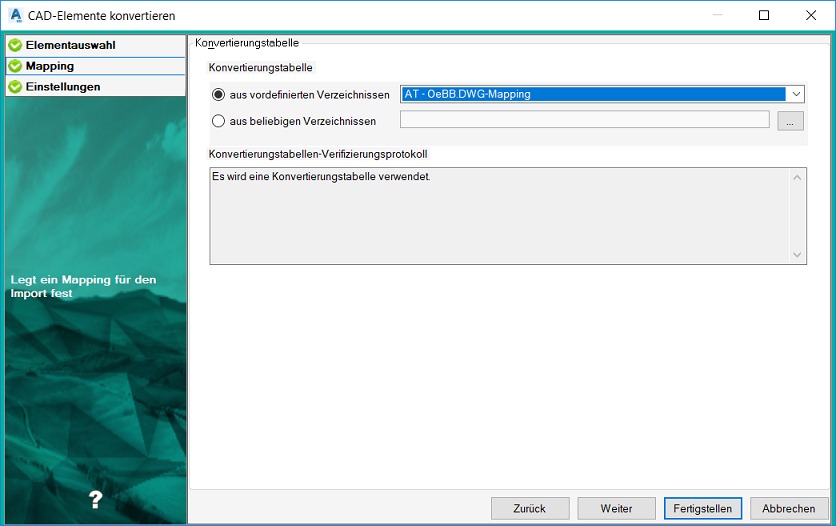 CAD-Elemente konvertieren
Elementauswahl
Mapping
Einstellungen
Legt ein Mapping für den
Import fest
?
Konvertierungstabelle
Konvertierungstabelle
aus vordefinierten Verzeichnissen
AT - OeBB.DWG-Mapping
aus beliebigen Verzeichnissen
...
Konvertierungstabellen-Verifizierungsprotokoll
Es wird eine Konvertierungstabelle verwendet.
Zurück
Weiter
Fertigstellen
Abbrechen